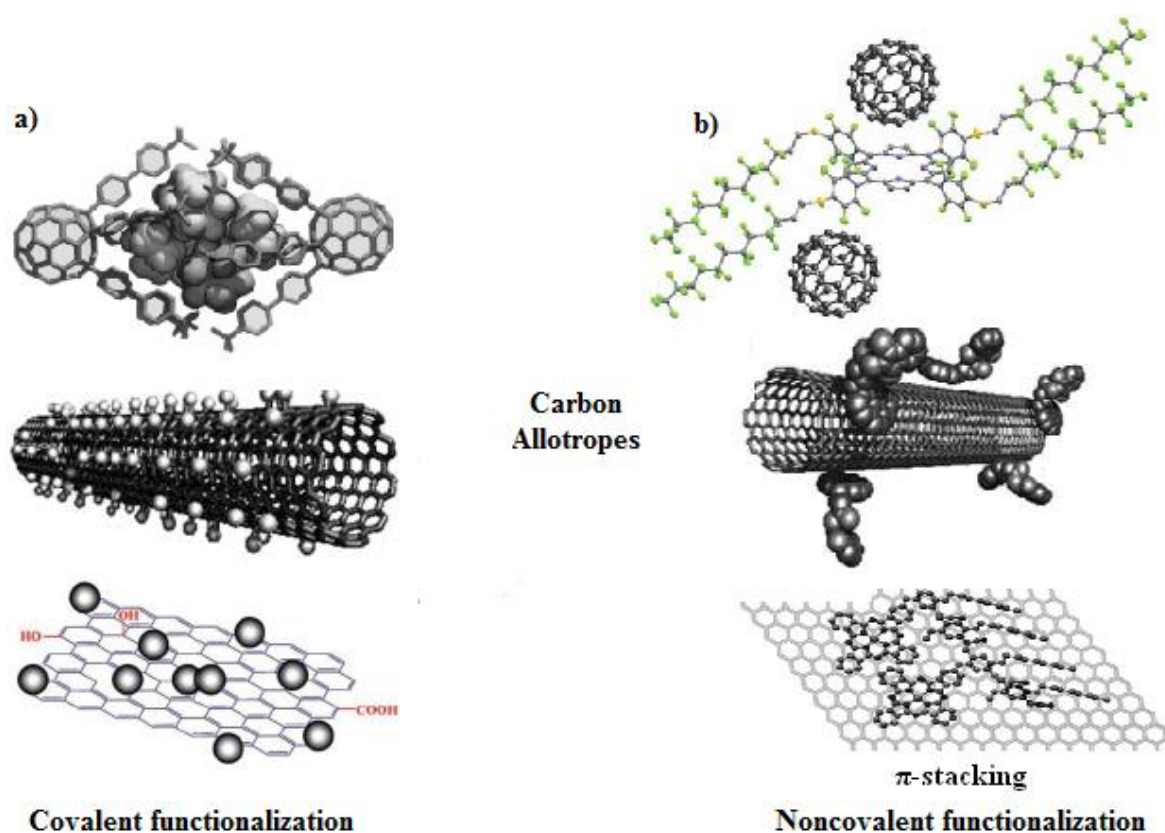 a)
b)
Carbon
Allotropes
OH
HO
COOH
π-stacking
Covalent functionalization
Noncovalent functionalization